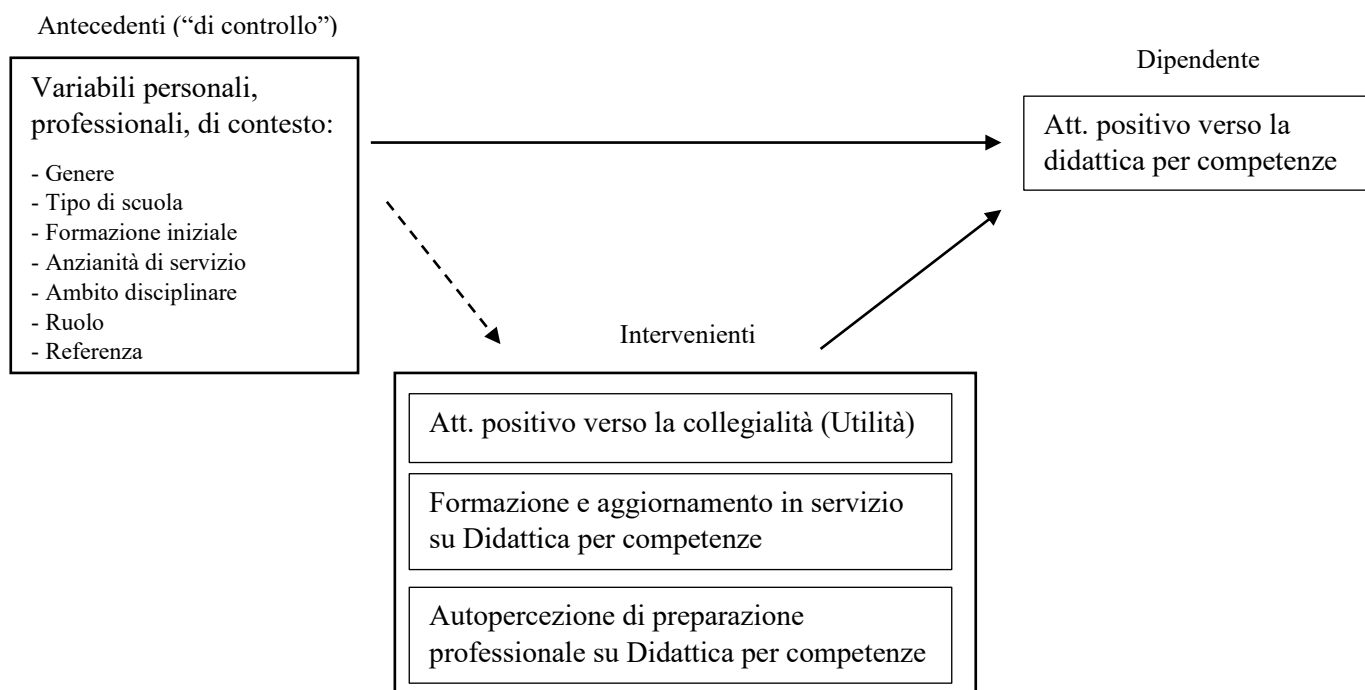 Antecedenti (“di controllo”)
Variabili personali,
professionali, di contesto:
- Genere
- Tipo di scuola
- Formazione iniziale
- Anzianità di servizio
- Ambito disciplinare
- Ruolo
- Referenza
Dipendente
Att. positivo verso la
didattica per competenze
Intervenienti
Att. positivo verso la collegialità (Utilità)
Formazione e aggiornamento in servizio
su Didattica per competenze
Autopercezione di preparazione
professionale su Didattica per competenze